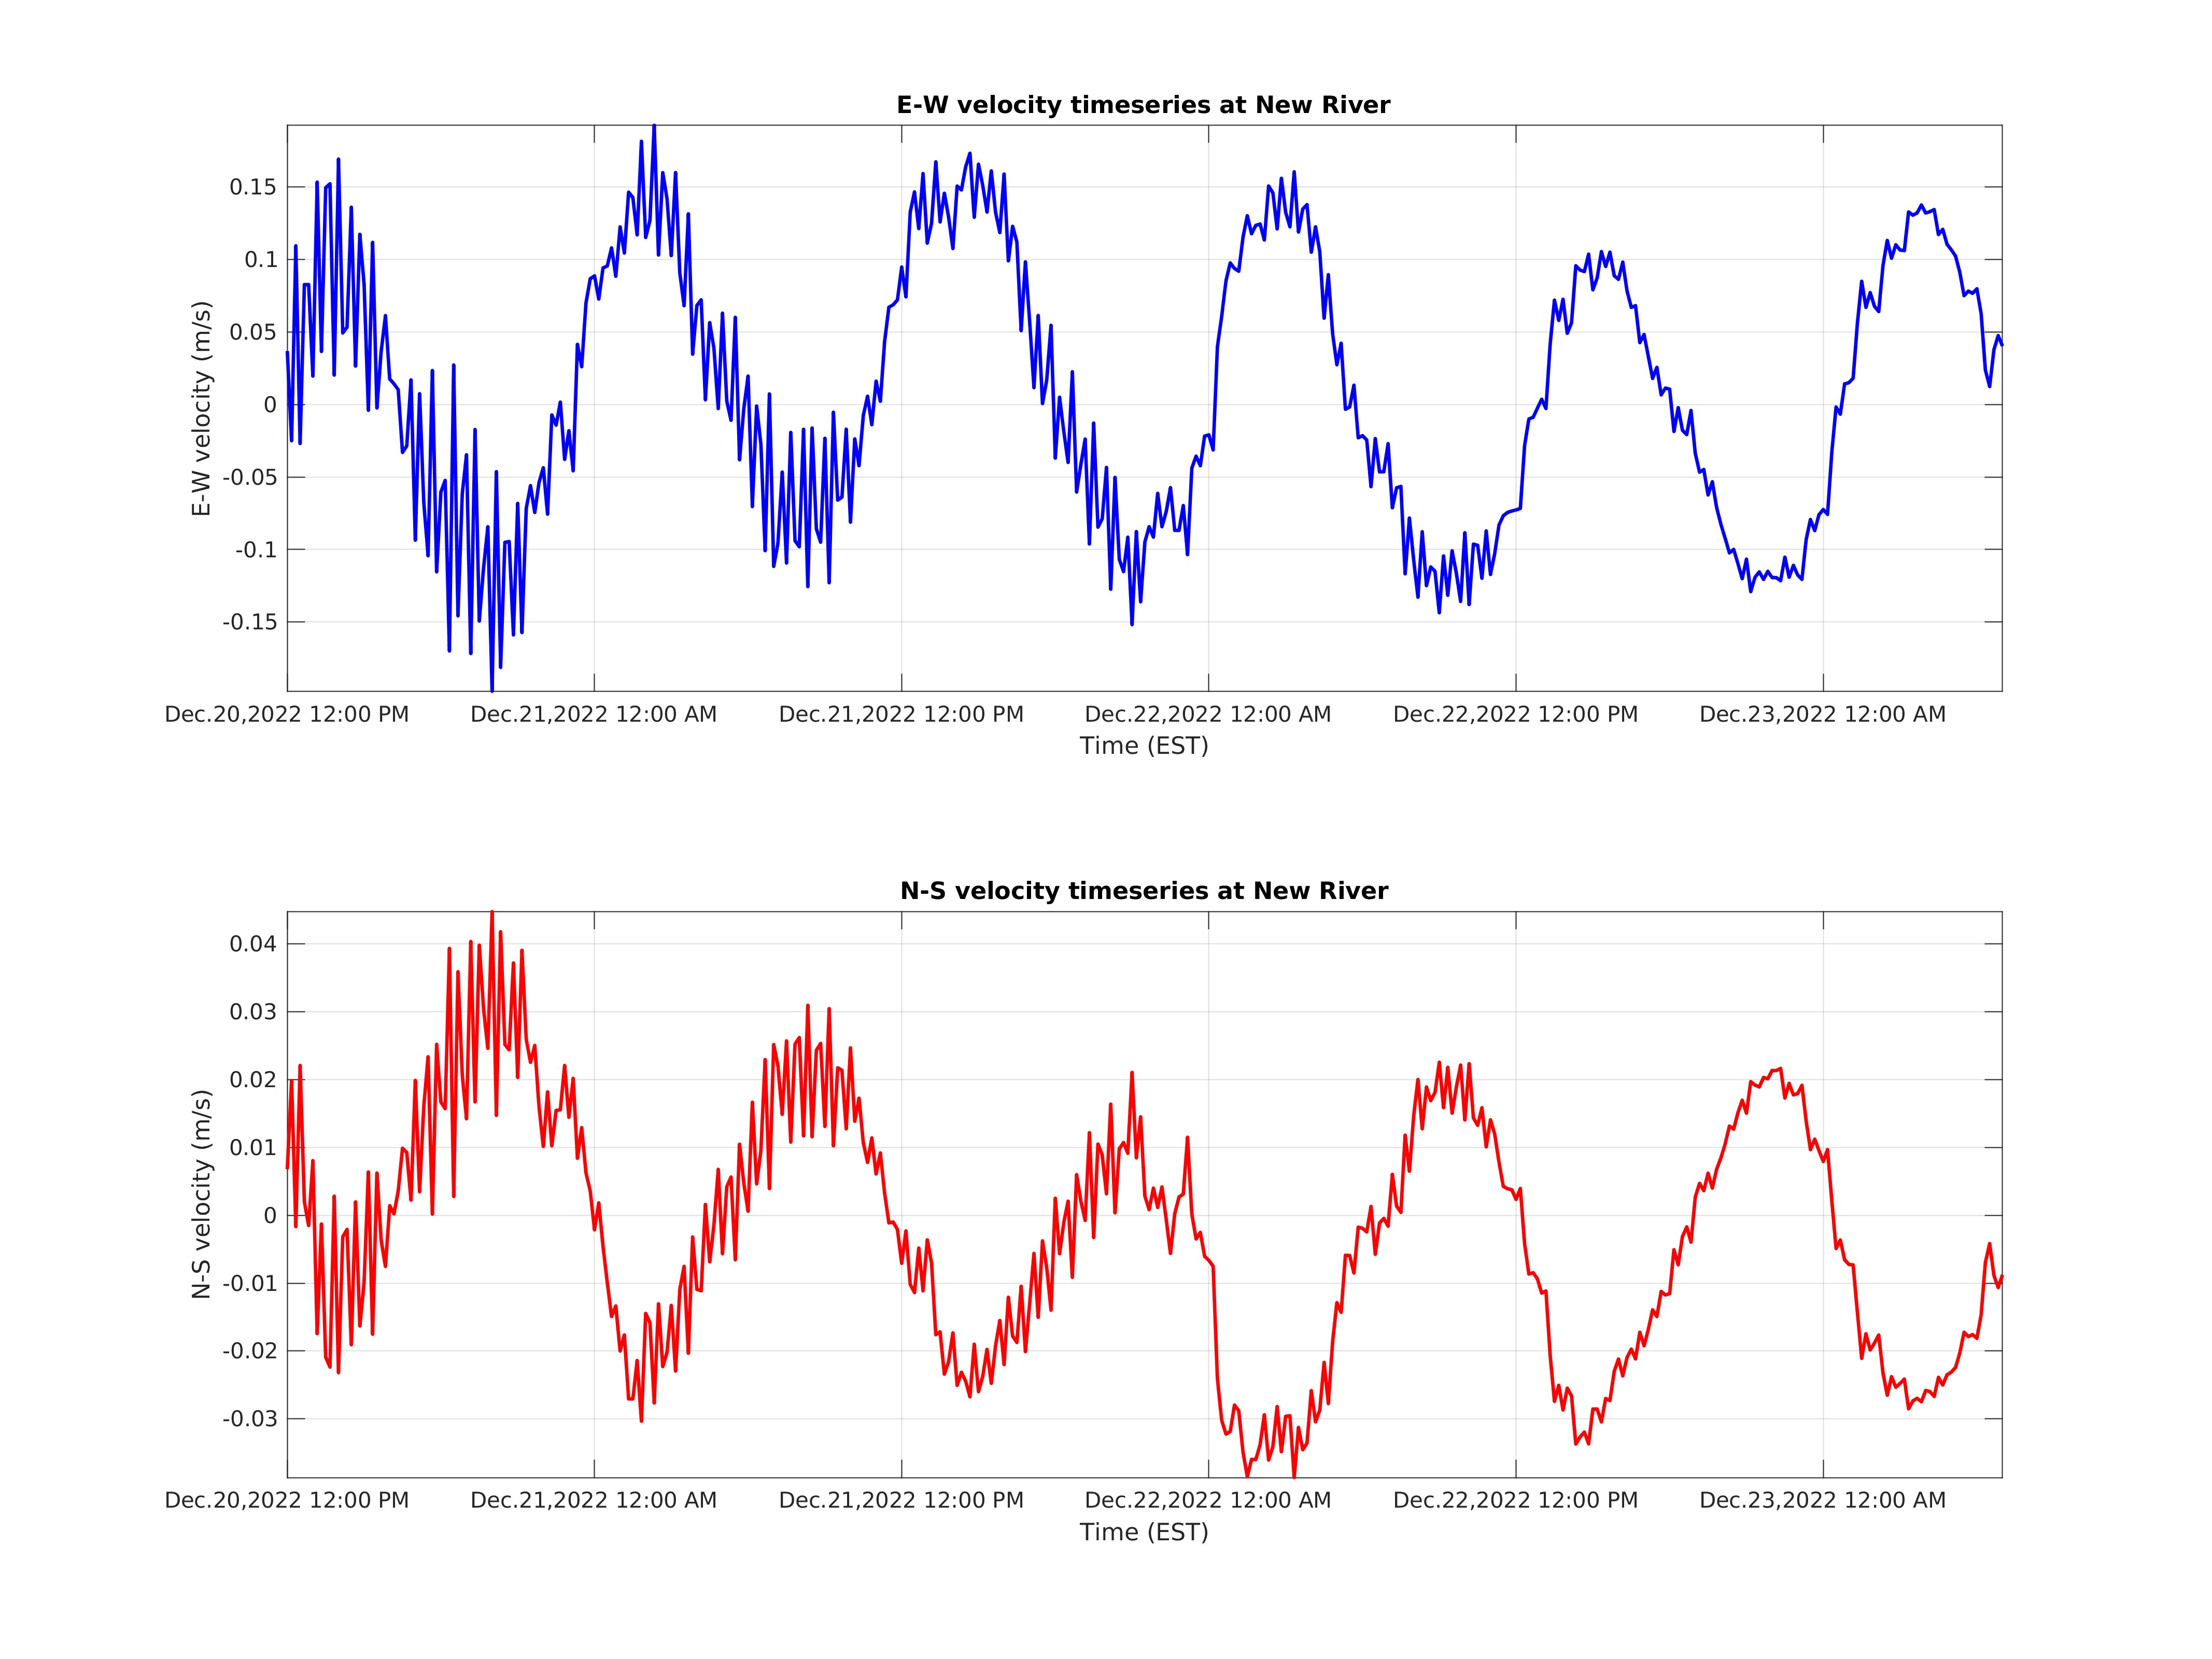 E-W velocity timeseries at New River
E-W velocity (m/s)
0.15
0.1
0.05
0
-0.05
-0.1
-0.15
Dec.20,2022 12:00 PM Dec.21,2022 12:00 AM Dec.21,2022 12:00 PM Dec.22,2022 12:00 AM Dec.22,2022 12:00 PM Dec.23,2022 12:00 AM
Time (EST)
N-S velocity timeseries at New River
N-S velocity (m/s)
0.04
0.03
0.02
0.01
0
-0.01
-0.02
-0.03
Dec.20,2022 12:00 PM Dec.21,2022 12:00 AM Dec.21,2022 12:00 PM Dec.22,2022 12:00 AM Dec.22,2022 12:00 PM Dec.23,2022 12:00 AM
Time (EST)